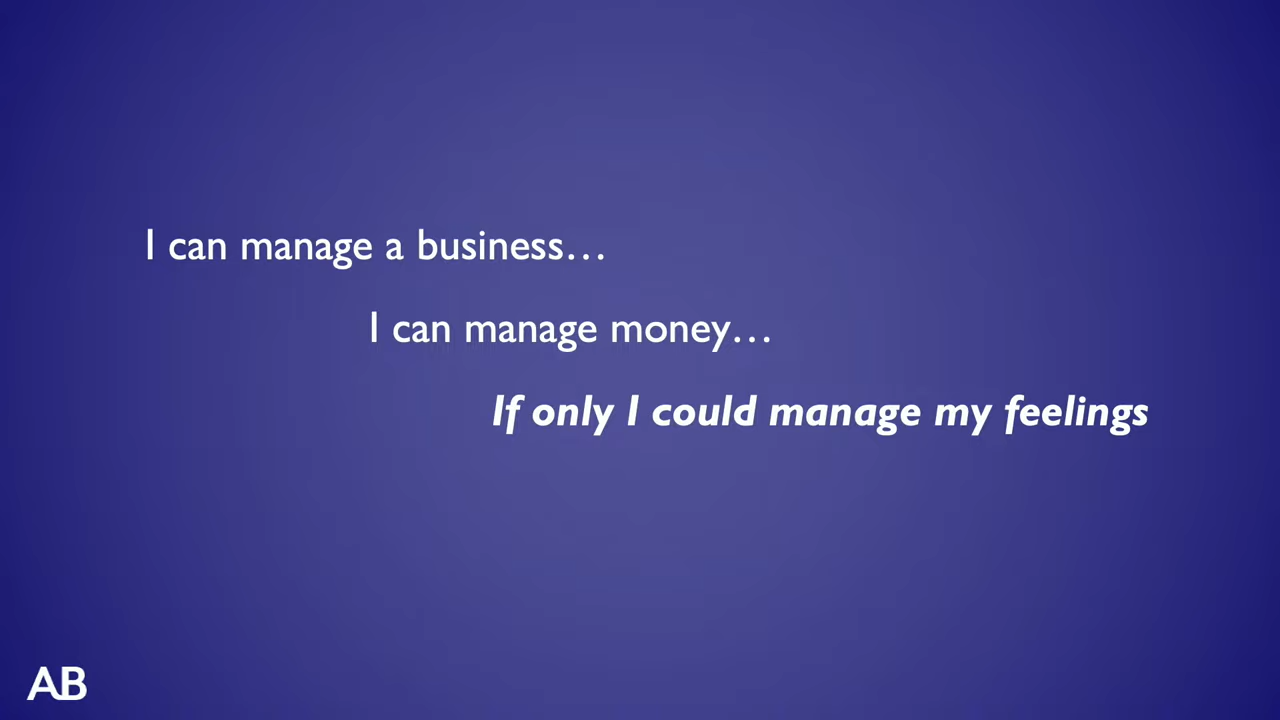 I can manage a business…
I can manage money…
If only I could manage my feelings
AB